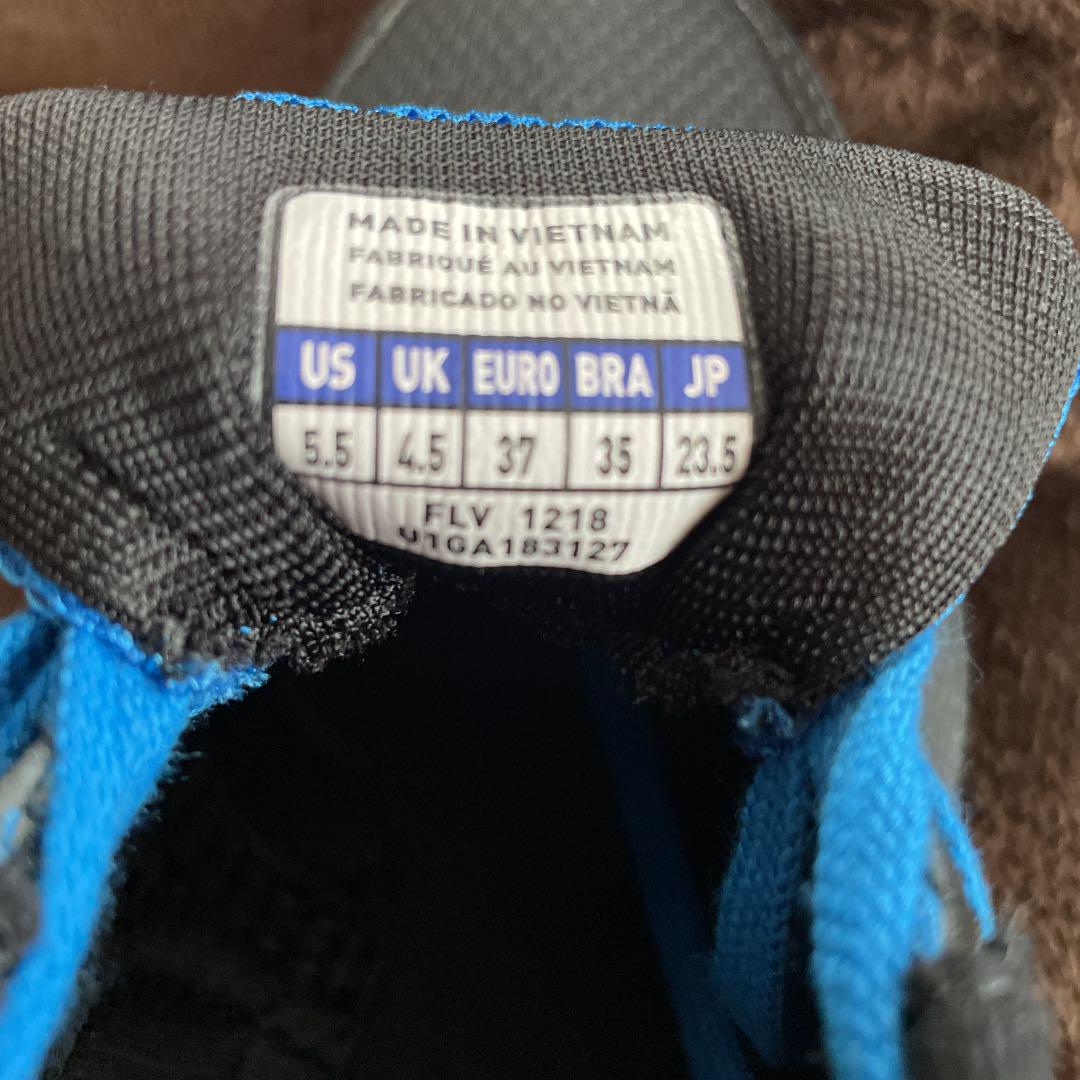 MADE IN VIETNAM
FABRIQUÉ AU VIETNAM
FABRICADO NO VIETNÃ
US UK EURO BRA JP
5.5 4.5 37 35 23.5
FLV 1218
U1GA183127